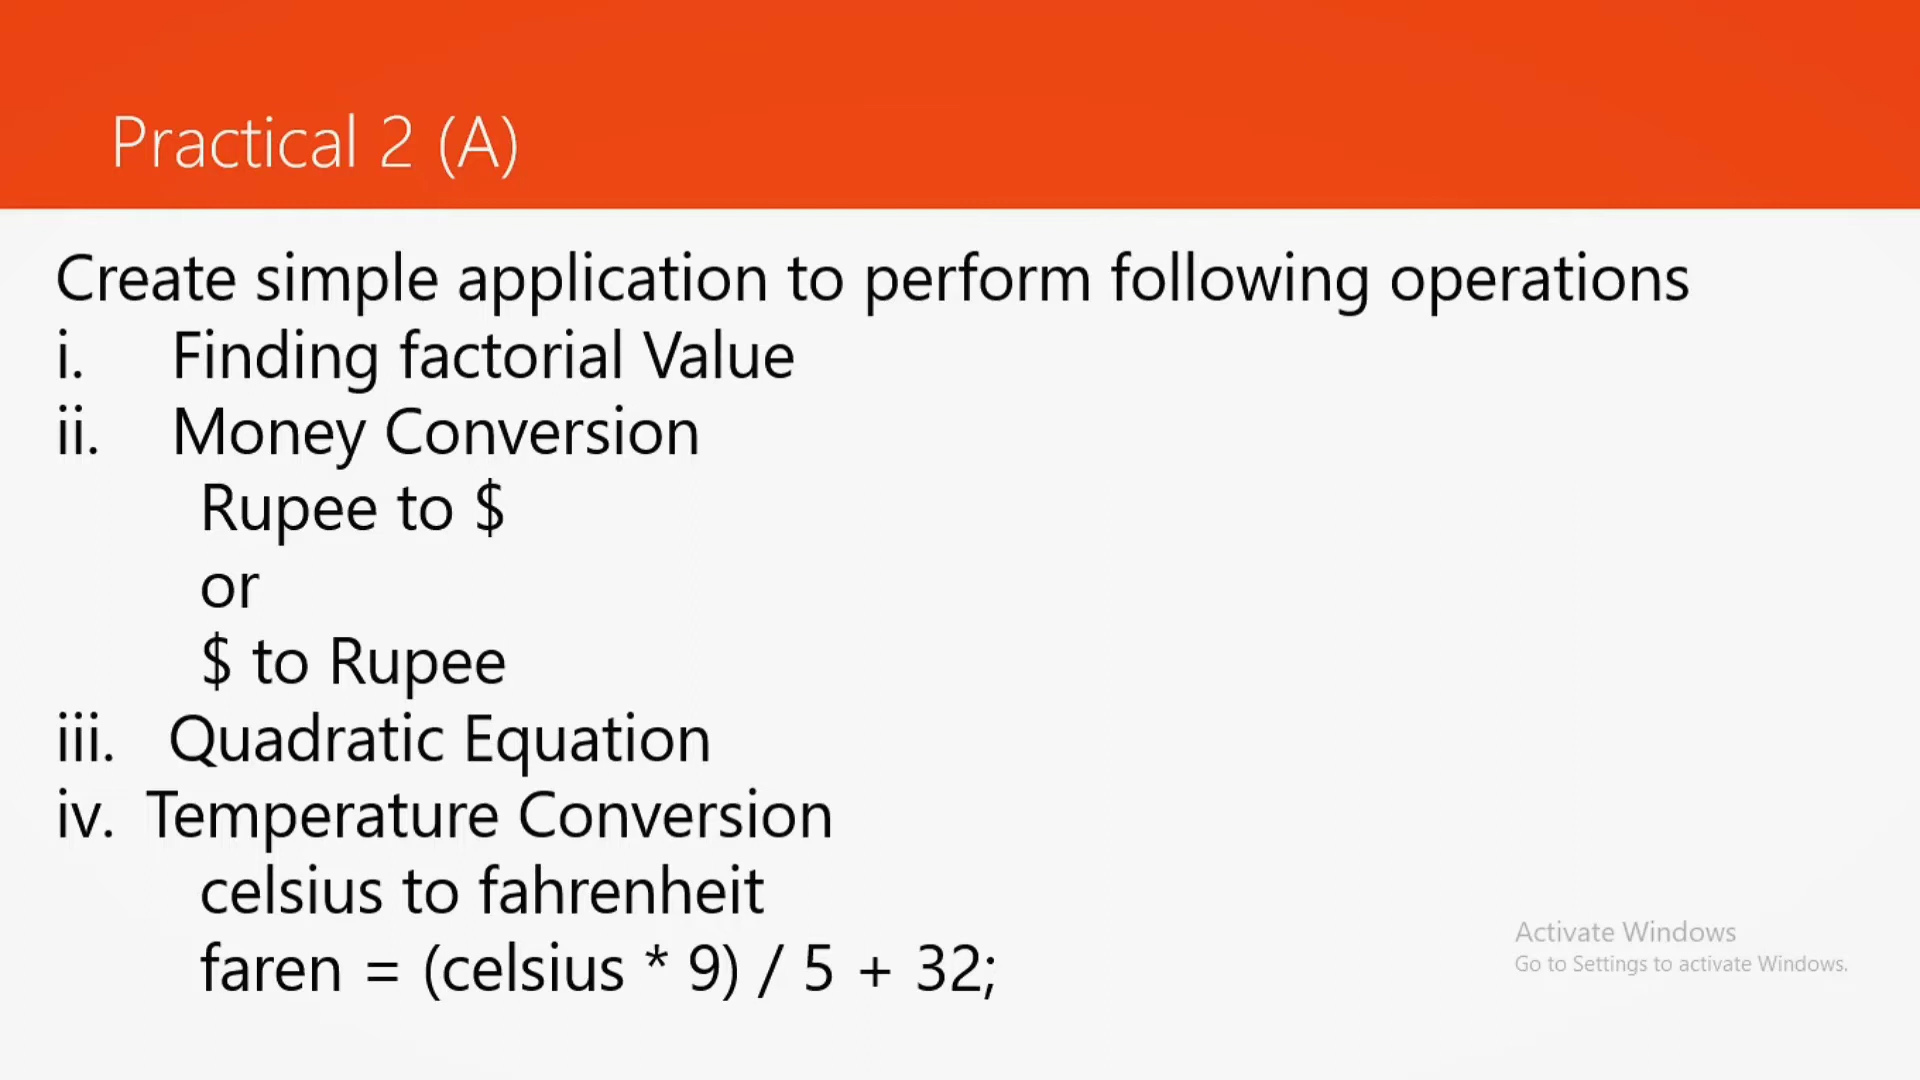 Practical 2 (A)
Create simple application to perform following operations
i. Finding factorial Value
ii. Money Conversion
Rupee to $
or
$ to Rupee
iii. Quadratic Equation
iv. Temperature Conversion
celsius to fahrenheit
faren = (celsius * 9) / 5 + 32;
Activate Windows
Go to Settings to activate Windows.